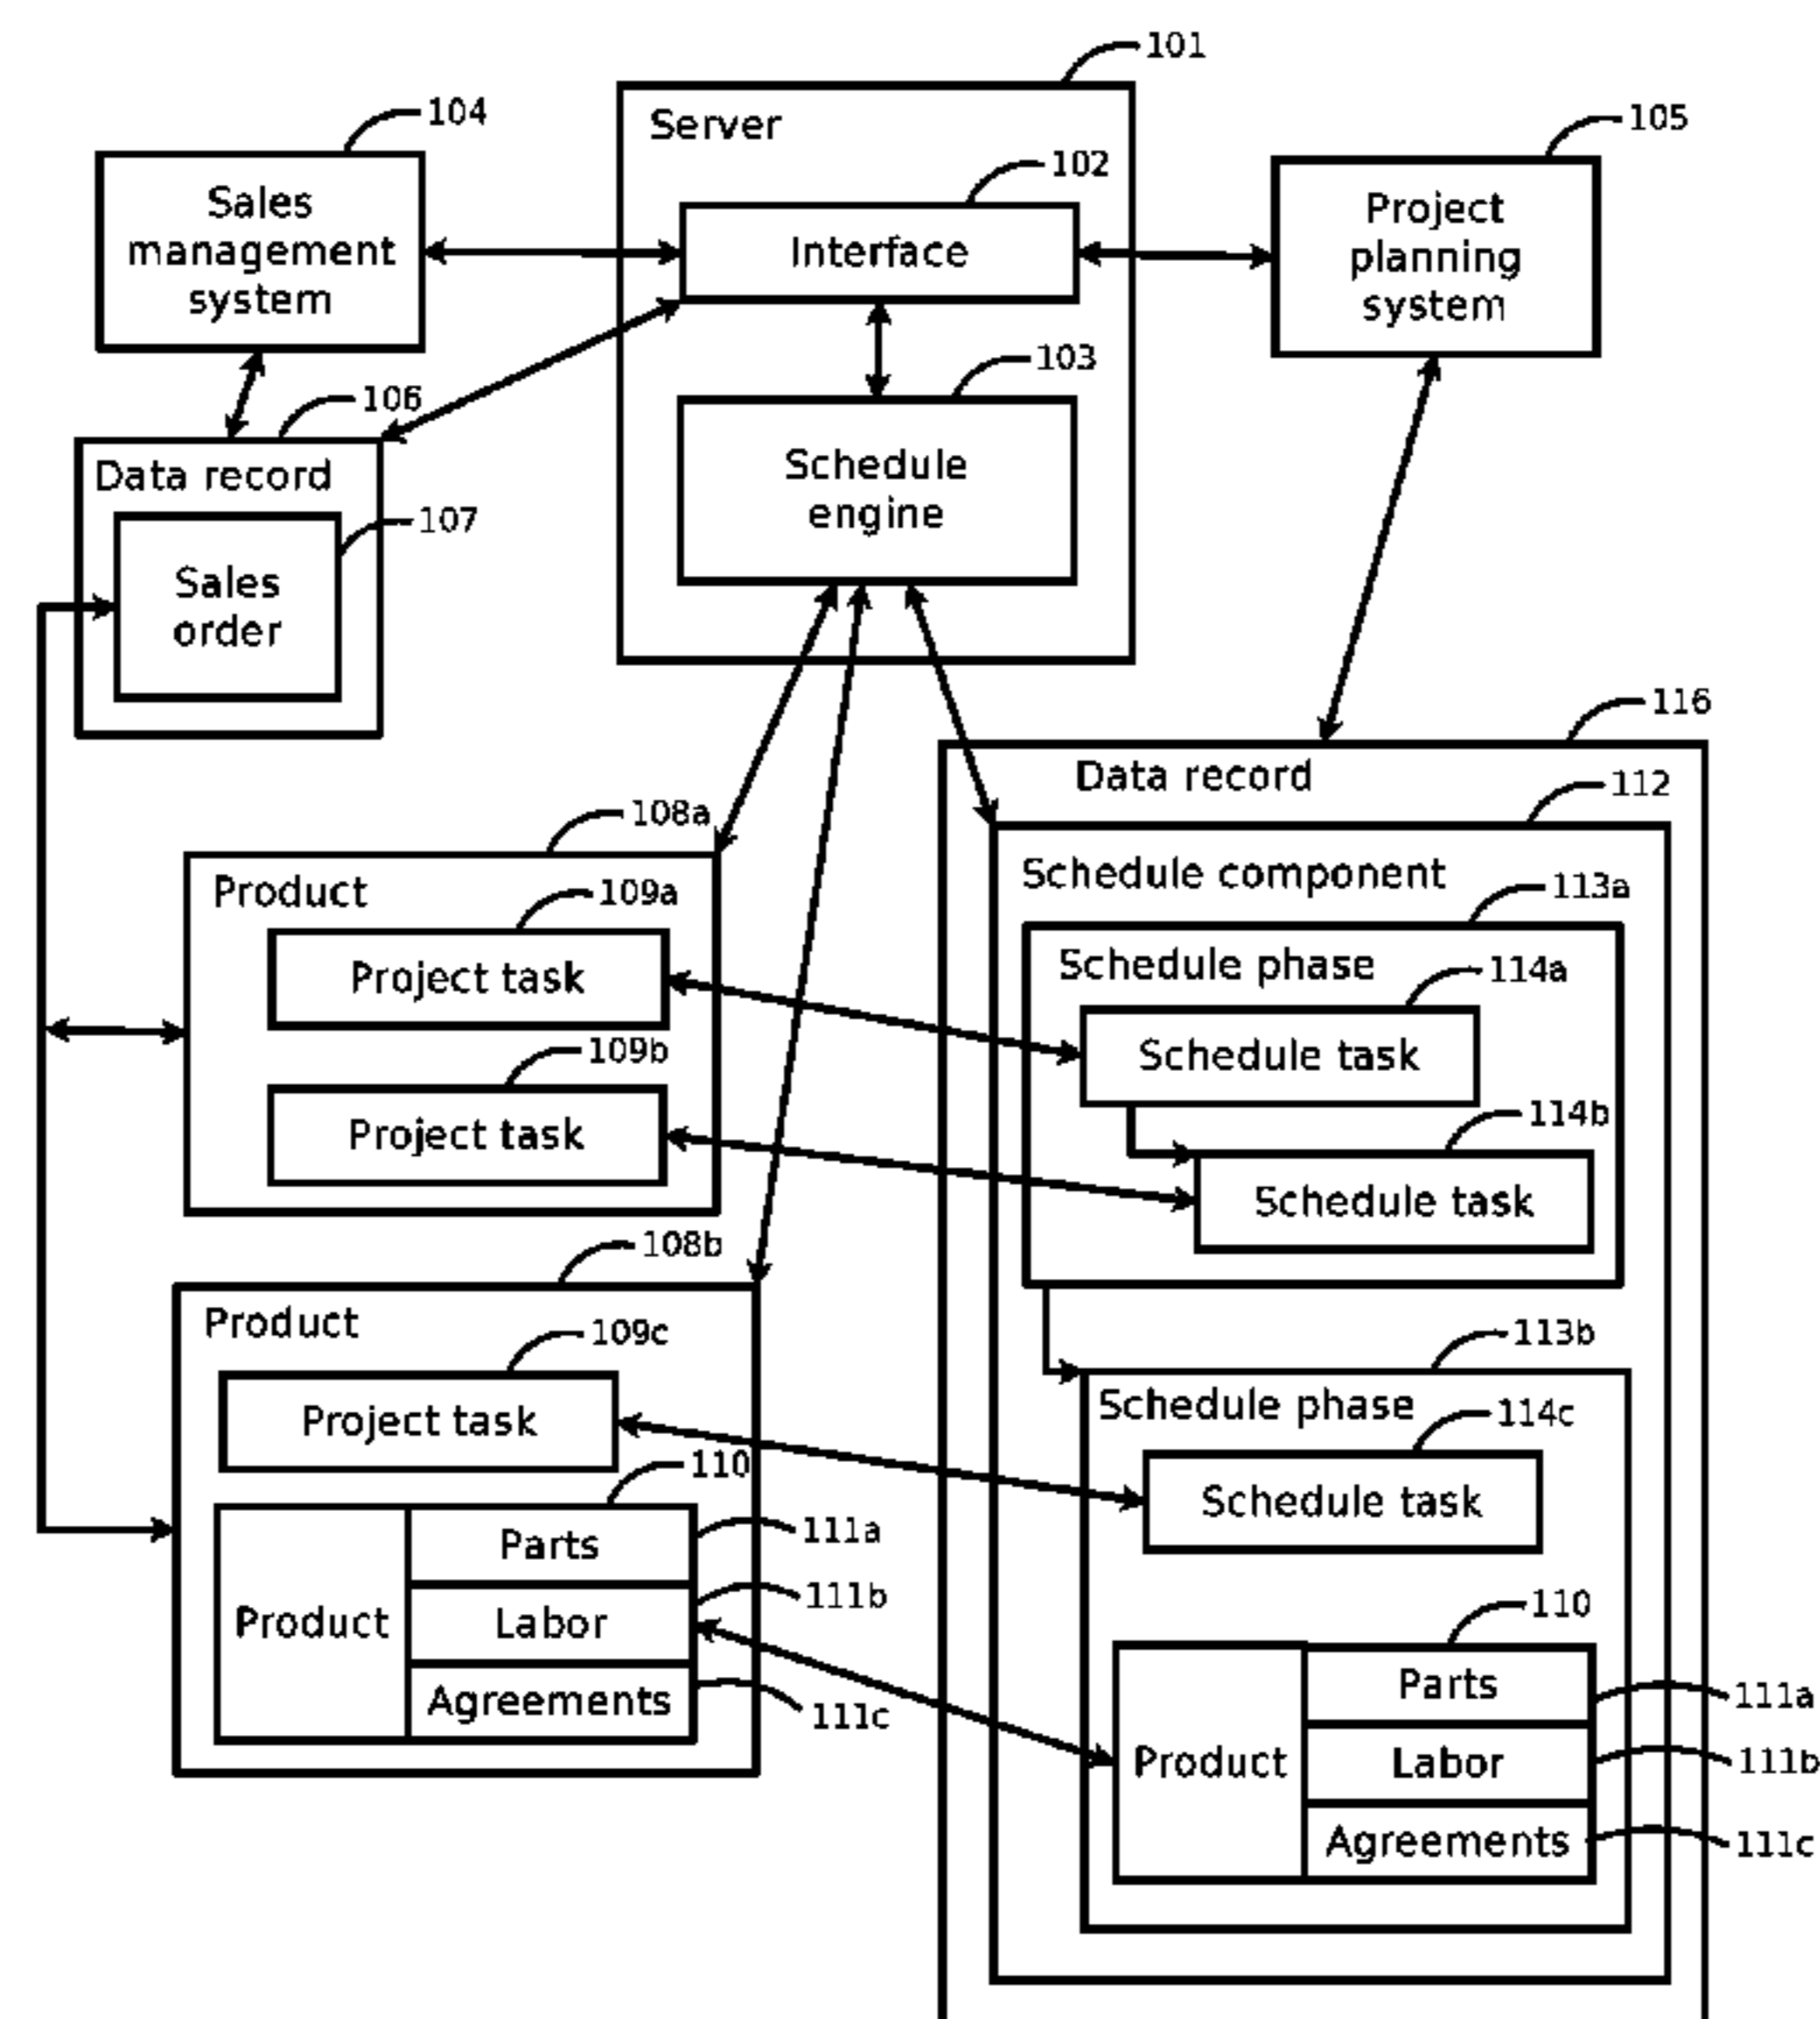 101
Server
104
105
102
Sales
management
system
Interface
Project
planning
system
103
106
Data record
Schedule
engine
107
Sales
order
116
Data record
112
108a
Product
Schedule component
109a
113a
Project task
Schedule phase
114a
Schedule task
109b
Project task
114b
Schedule task
108b
Product
109c
113b
Project task
Schedule phase
114c
Schedule task
110
Parts
111a
Product
Labor
111b
Agreements
111c
110
Parts
111a
Product
Labor
111b
Agreements
111c